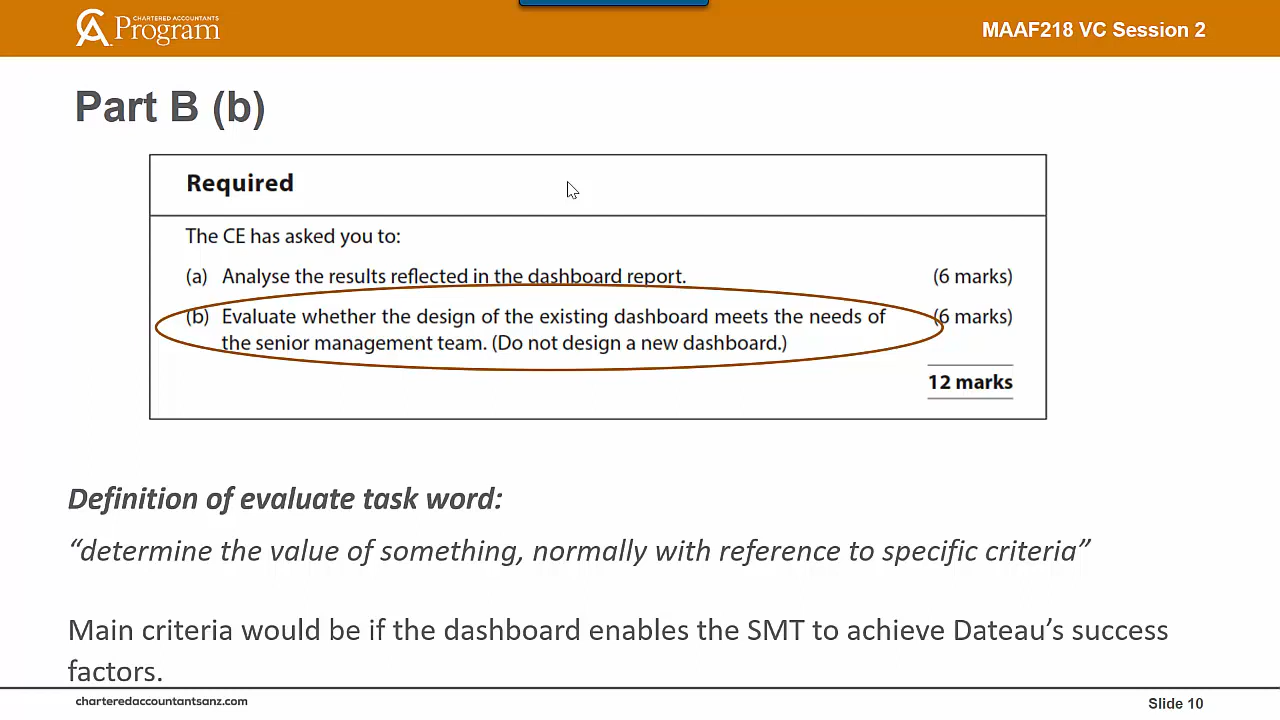 CHARTERED ACCOUNTANTS
CA Program
MAAF218 VC Session 2
Part B (b)
Required
The CE has asked you to:
(a) Analyse the results reflected in the dashboard report. (6 marks)
(b) Evaluate whether the design of the existing dashboard meets the needs of (6 marks)
the senior management team. (Do not design a new dashboard.)
12 marks
Definition of evaluate task word:
“determine the value of something, normally with reference to specific criteria”
Main criteria would be if the dashboard enables the SMT to achieve Dateau’s success
factors.
charteredaccountantsanz.com
Slide 10